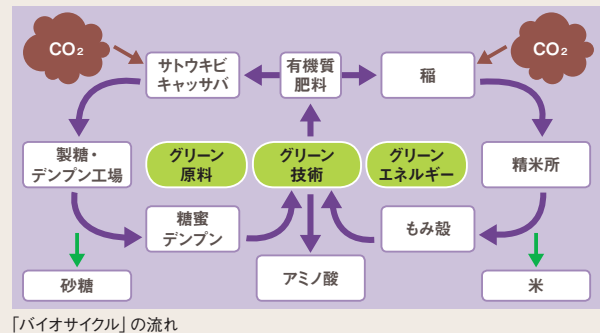 CO₂
CO₂
サトウキビ
キャッサバ
有機質
肥料
稲
製糖・
デンプン工場
グリーン
原料
グリーン
技術
グリーン
エネルギー
精米所
糖蜜
デンプン
もみ殻
砂糖
アミノ酸
米
「バイオサイクル」の流れ